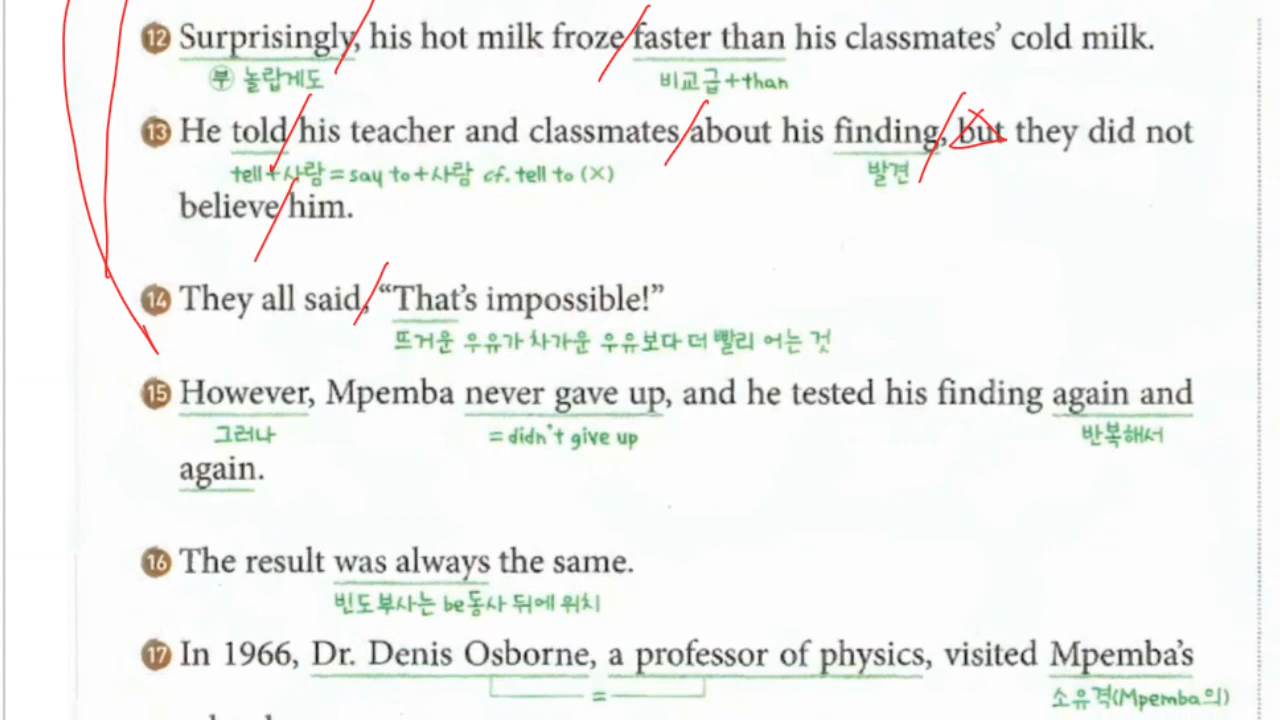 12 Surprisingly, his hot milk froze faster than his classmates' cold milk.
부 놀랍게도 비교급+than
13 He told his teacher and classmates about his finding, but they did not
tell+사람=say to+사람 cf. tell to (×) 발견
believe him.
14 They all said, “That's impossible!”
뜨거운 우유가 차가운 우유보다 더 빨리 어는 것
15 However, Mpemba never gave up, and he tested his finding again and
그러나 =didn't give up 반복해서
again.
16 The result was always the same.
빈도부사는 be동사 뒤에 위치
17 In 1966, Dr. Denis Osborne, a professor of physics, visited Mpemba's
= 소유격(Mpemba의)